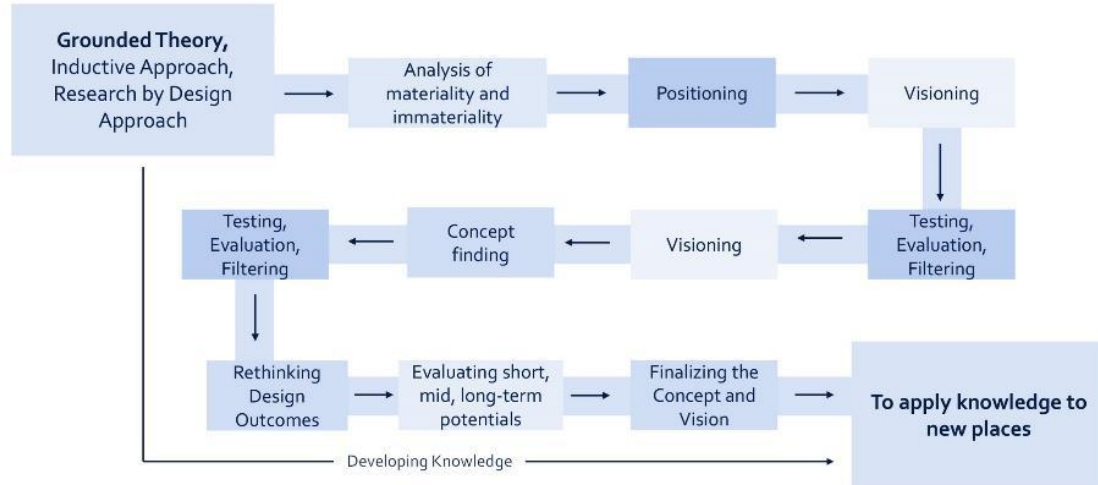 Grounded Theory,
Inductive Approach,
Research by Design
Approach
Analysis of
materiality and
immateriality
Positioning
Visioning
Testing,
Evaluation,
Filtering
Visioning
Concept
finding
Testing,
Evaluation,
Filtering
Rethinking
Design
Outcomes
Evaluating short,
mid, long-term
potentials
Finalizing the
Concept and
Vision
To apply knowledge to
new places
Developing Knowledge